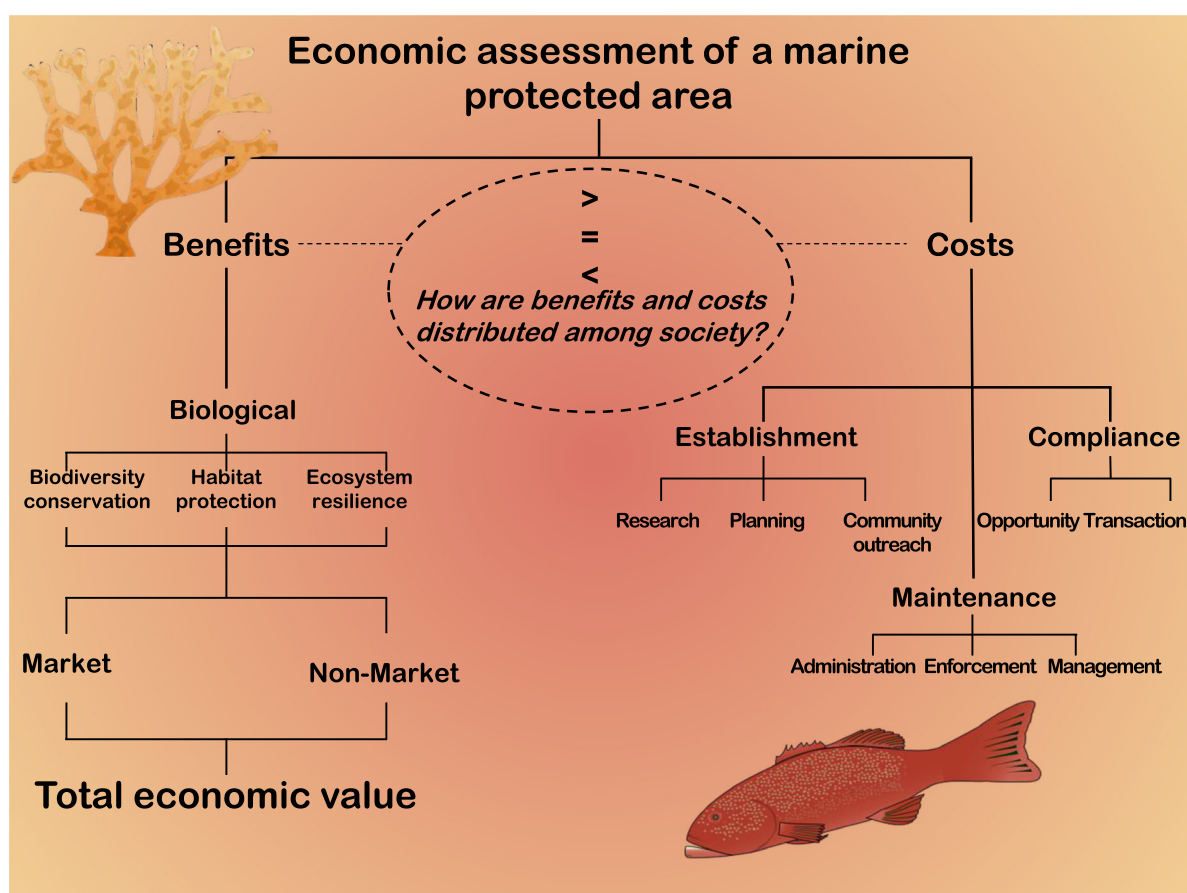 Economic assessment of a marine
protected area
>
=
<
Benefits
Costs
How are benefits and costs
distributed among society?
Biological
Biodiversity
conservation
Habitat
protection
Ecosystem
resilience
Market
Non-Market
Total economic value
Establishment
Compliance
Research
Planning
Community
outreach
Opportunity
Transaction
Maintenance
Administration
Enforcement
Management